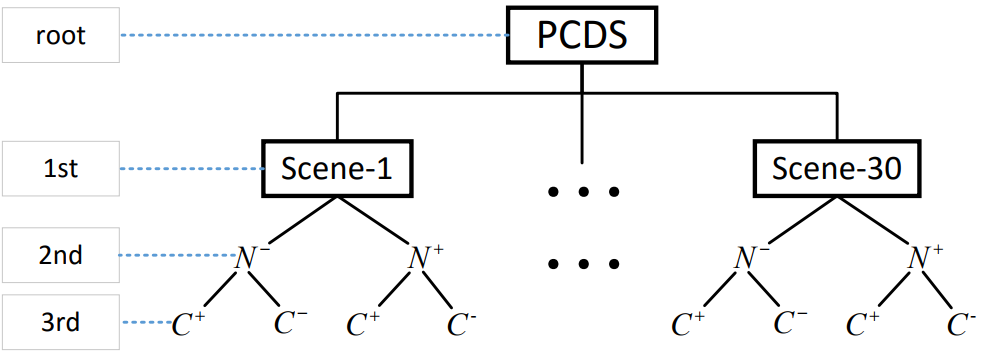 root PCDS
1st Scene-1 • • • Scene-30
2nd N⁻ N⁺ • • • N⁻ N⁺
3rd C⁺ C⁻ C⁺ C⁻ C⁺ C⁻ C⁺ C⁻